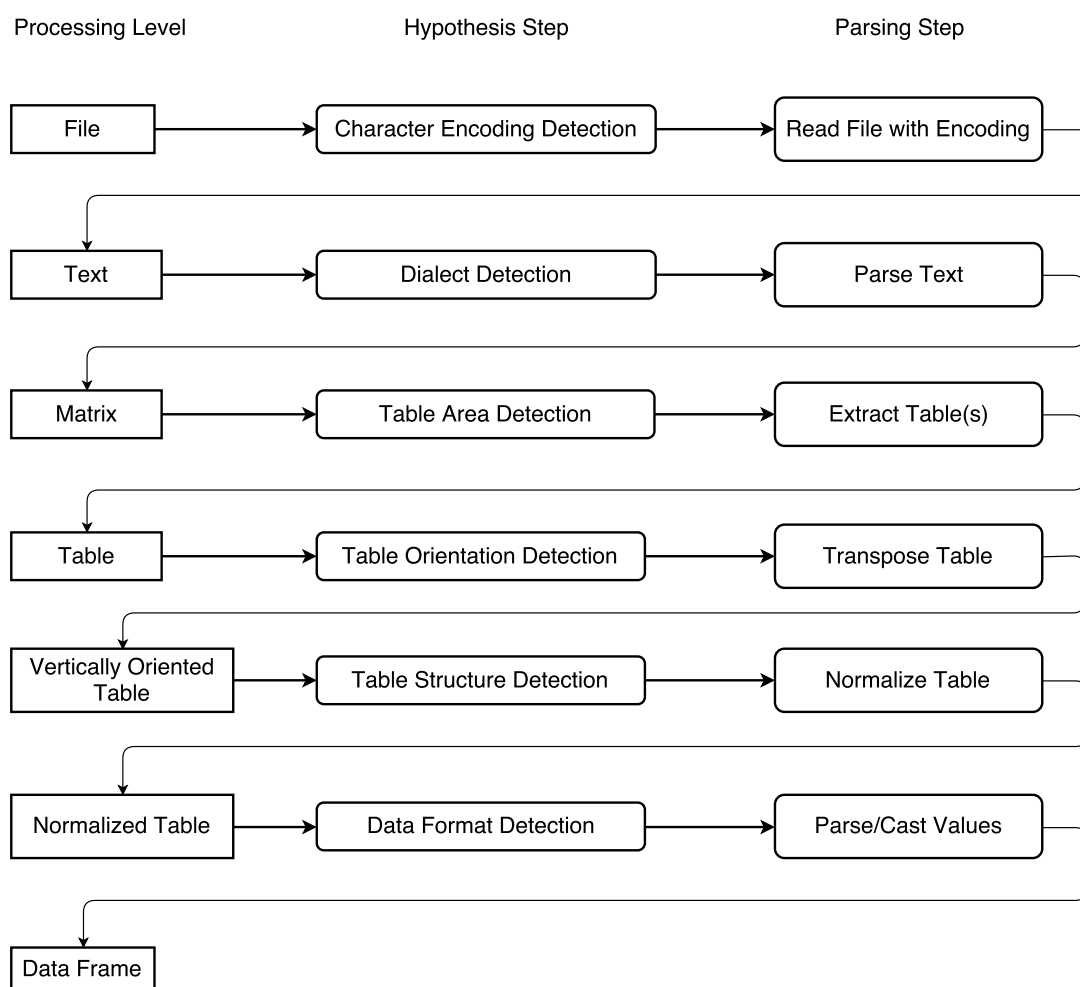 Processing Level
Hypothesis Step
Parsing Step
File
Character Encoding Detection
Read File with Encoding
Text
Dialect Detection
Parse Text
Matrix
Table Area Detection
Extract Table(s)
Table
Table Orientation Detection
Transpose Table
Vertically Oriented
Table
Table Structure Detection
Normalize Table
Normalized Table
Data Format Detection
Parse/Cast Values
Data Frame